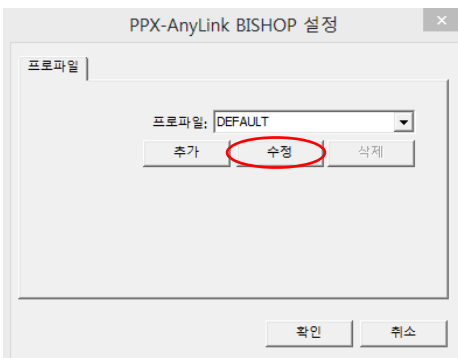 PPX-AnyLink BISHOP 설정
프로파일
프로파일: DEFAULT
추가 수정 삭제
확인 취소